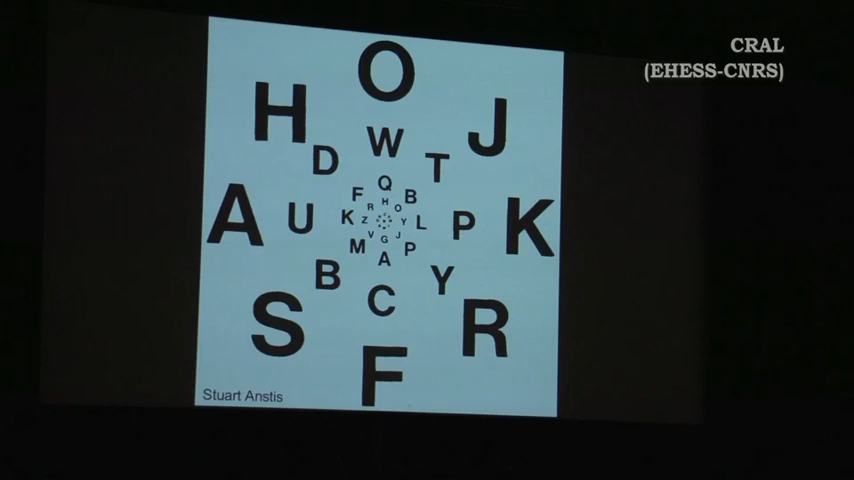 CRAL
(EHESS-CNRS)
O
H J
W
D T
Q
F B
H
R O
A U K Z Y L P K
V J
G
M P
A
B Y
C
S R
F
Stuart Anstis